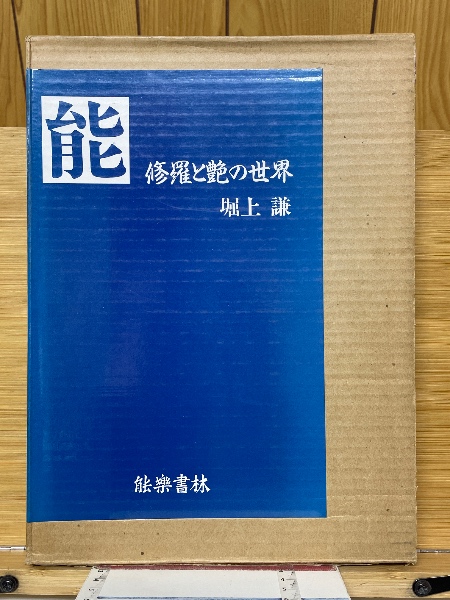 能
修羅と艶の世界
堀上 謙
能樂書林